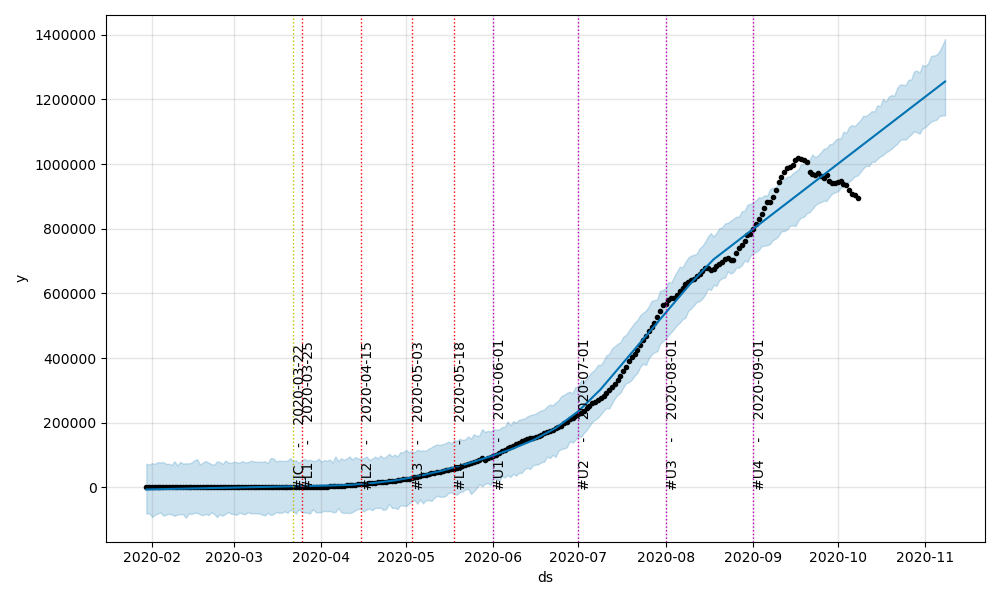 1400000
1200000
1000000
800000
600000
400000
200000
0
y
#JC - 2020-03-22
#L1 - 2020-03-25
#L2 - 2020-04-15
#L3 - 2020-05-03
#L4 - 2020-05-18
#U1 - 2020-06-01
#U2 - 2020-07-01
#U3 - 2020-08-01
#U4 - 2020-09-01
2020-02 2020-03 2020-04 2020-05 2020-06 2020-07 2020-08 2020-09 2020-10 2020-11
ds